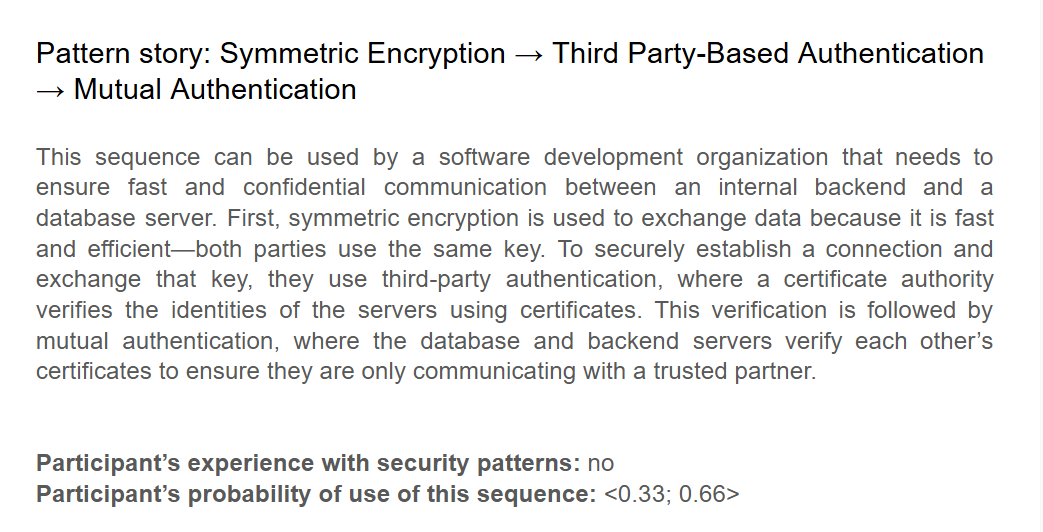 Pattern story: Symmetric Encryption → Third Party-Based Authentication
→ Mutual Authentication
This sequence can be used by a software development organization that needs to
ensure fast and confidential communication between an internal backend and a
database server. First, symmetric encryption is used to exchange data because it is fast
and efficient—both parties use the same key. To securely establish a connection and
exchange that key, they use third-party authentication, where a certificate authority
verifies the identities of the servers using certificates. This verification is followed by
mutual authentication, where the database and backend servers verify each other’s
certificates to ensure they are only communicating with a trusted partner.
Participant’s experience with security patterns: no
Participant’s probability of use of this sequence: <0.33; 0.66>